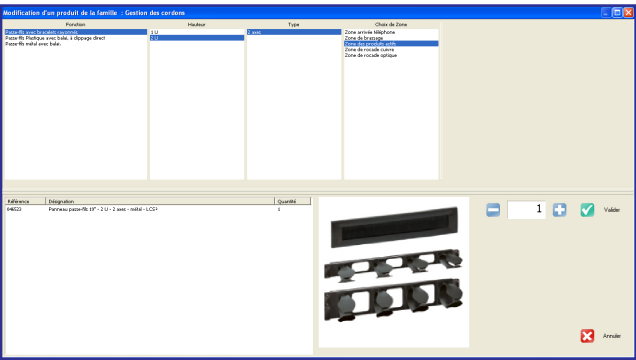 Modification d'un produit de la famille : Gestion des cordons
Fonction
Hauteur
Type
Choix de Zone
Passe-fils avec bracelets rayonnés
Passe-fils Plastique avec balai, à clippage direct
Passe-fils métal avec balai.
1 U
2 U
2 axes
Zone arrivée téléphone
Zone de brassage
Zone des produits actifs
Zone de rocade cuivre
Zone de rocade optique
Référence
Désignation
Quantité
046523
Panneau passe-fils 19" - 2 U - 2 axes - métal - LCS²
1
1
Valider
Annuler